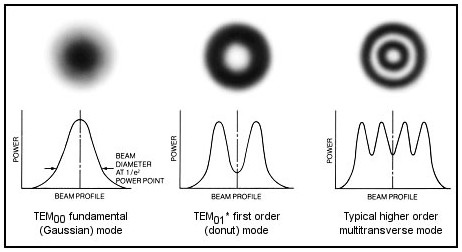 POWER
BEAM
DIAMETER
AT 1/e²
POWER POINT
BEAM PROFILE
TEM00 fundamental
(Gaussian) mode
POWER
BEAM PROFILE
TEM01* first order
(donut) mode
POWER
BEAM PROFILE
Typical higher order
multitransverse mode